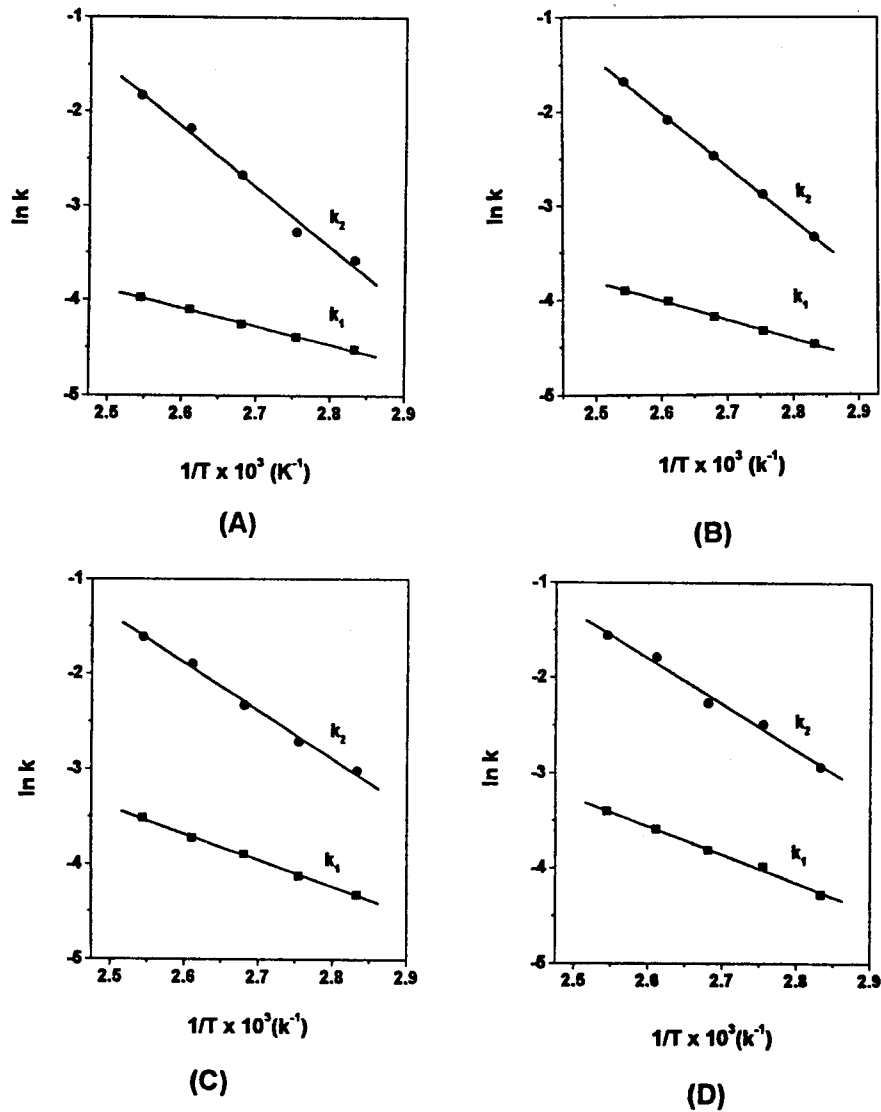 -1
-2
-3
-4
-5
ln k
k₂
k₁
2.5 2.6 2.7 2.8 2.9
1/T x 10³ (K⁻¹)
(A)
-1
-2
-3
-4
-5
ln k
k₂
k₁
2.5 2.6 2.7 2.8 2.9
1/T x 10³ (k⁻¹)
(B)
-1
-2
-3
-4
-5
ln k
k₂
k₁
2.5 2.6 2.7 2.8 2.9
1/T x 10³(k⁻¹)
(C)
-1
-2
-3
-4
-5
ln k
k₂
k₁
2.5 2.6 2.7 2.8 2.9
1/T x 10³(k⁻¹)
(D)